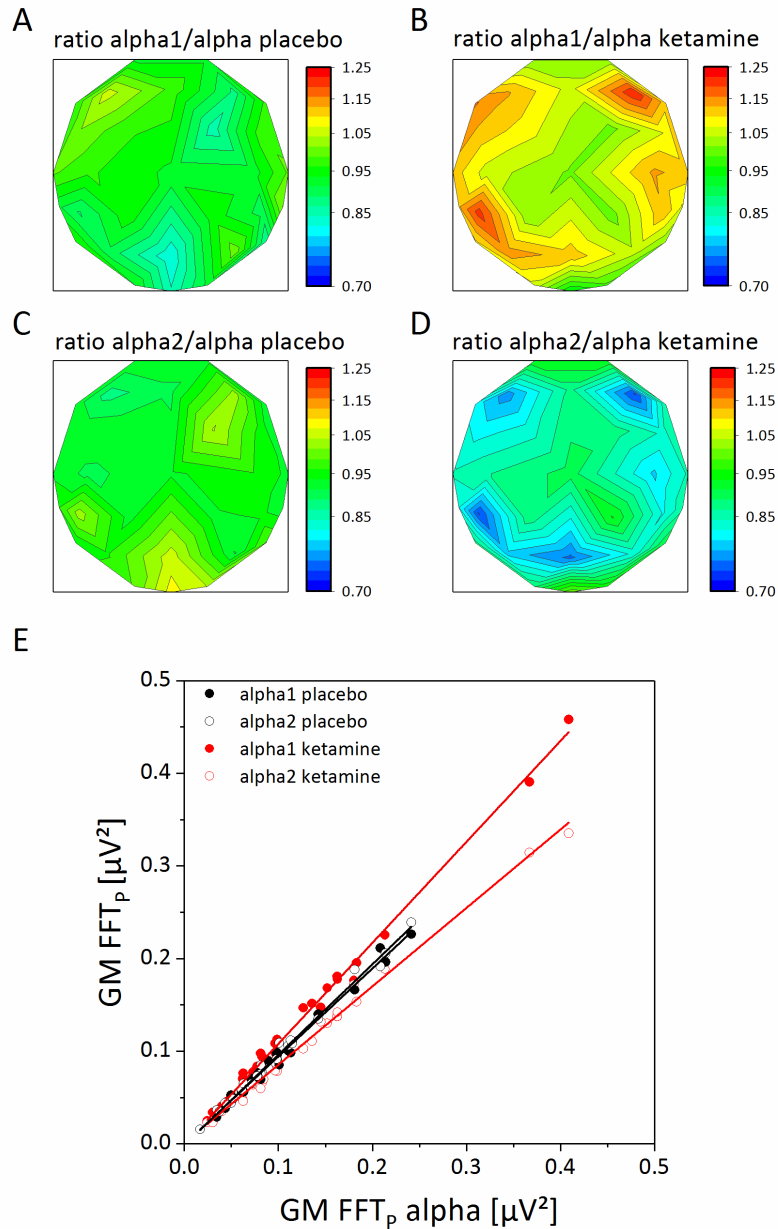 A
ratio alpha1/alpha placebo
1.25
1.15
1.05
0.95
0.85
0.70
B
ratio alpha1/alpha ketamine
1.25
1.15
1.05
0.95
0.85
0.70
C
ratio alpha2/alpha placebo
1.25
1.15
1.05
0.95
0.85
0.70
D
ratio alpha2/alpha ketamine
1.25
1.15
1.05
0.95
0.85
0.70
E
GM FFTP [µV²]
0.5
0.4
0.3
0.2
0.1
0.0
alpha1 placebo
alpha2 placebo
alpha1 ketamine
alpha2 ketamine
0.0 0.1 0.2 0.3 0.4 0.5
GM FFTP alpha [µV²]